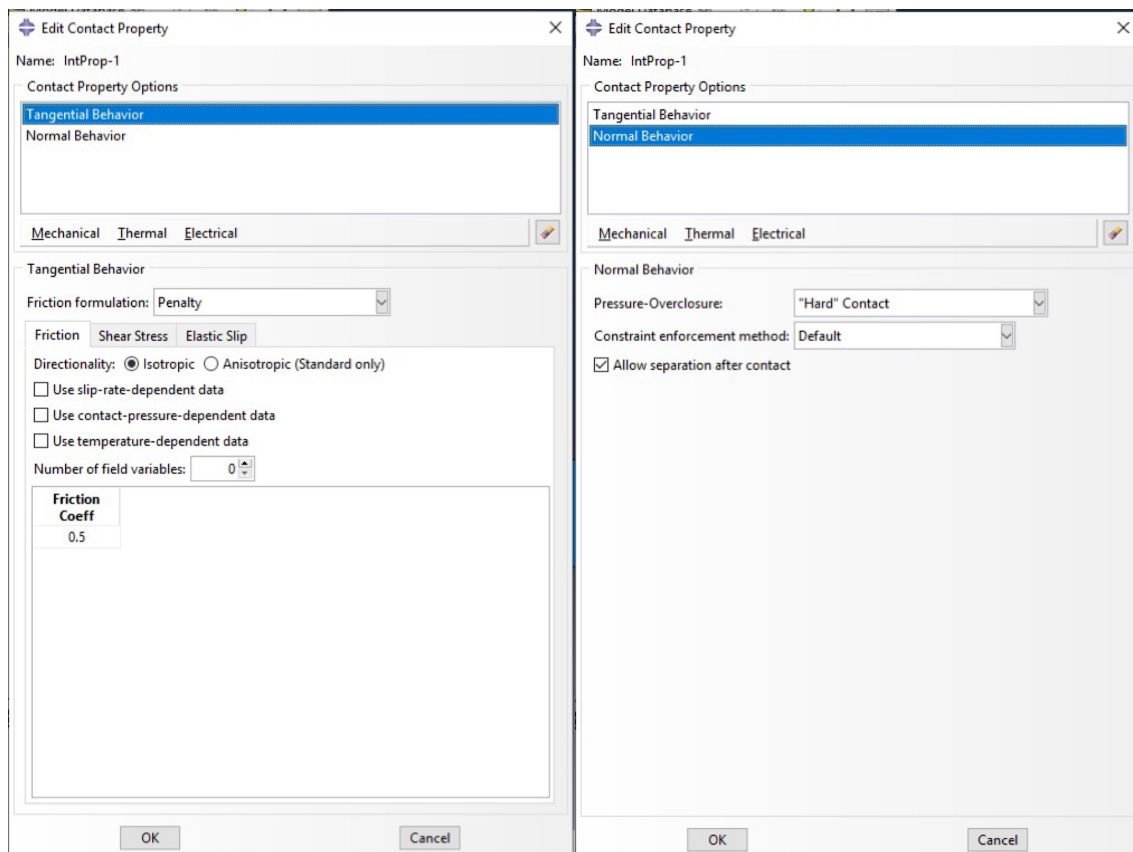 Edit Contact Property
Name: IntProp-1
Contact Property Options
Tangential Behavior
Normal Behavior
Mechanical Thermal Electrical
Tangential Behavior
Friction formulation: Penalty
Friction Shear Stress Elastic Slip
Directionality: Isotropic Anisotropic (Standard only)
Use slip-rate-dependent data
Use contact-pressure-dependent data
Use temperature-dependent data
Number of field variables: 0
Friction
Coeff
0.5
OK Cancel
Edit Contact Property
Name: IntProp-1
Contact Property Options
Tangential Behavior
Normal Behavior
Mechanical Thermal Electrical
Normal Behavior
Pressure-Overclosure: "Hard" Contact
Constraint enforcement method: Default
Allow separation after contact
OK Cancel